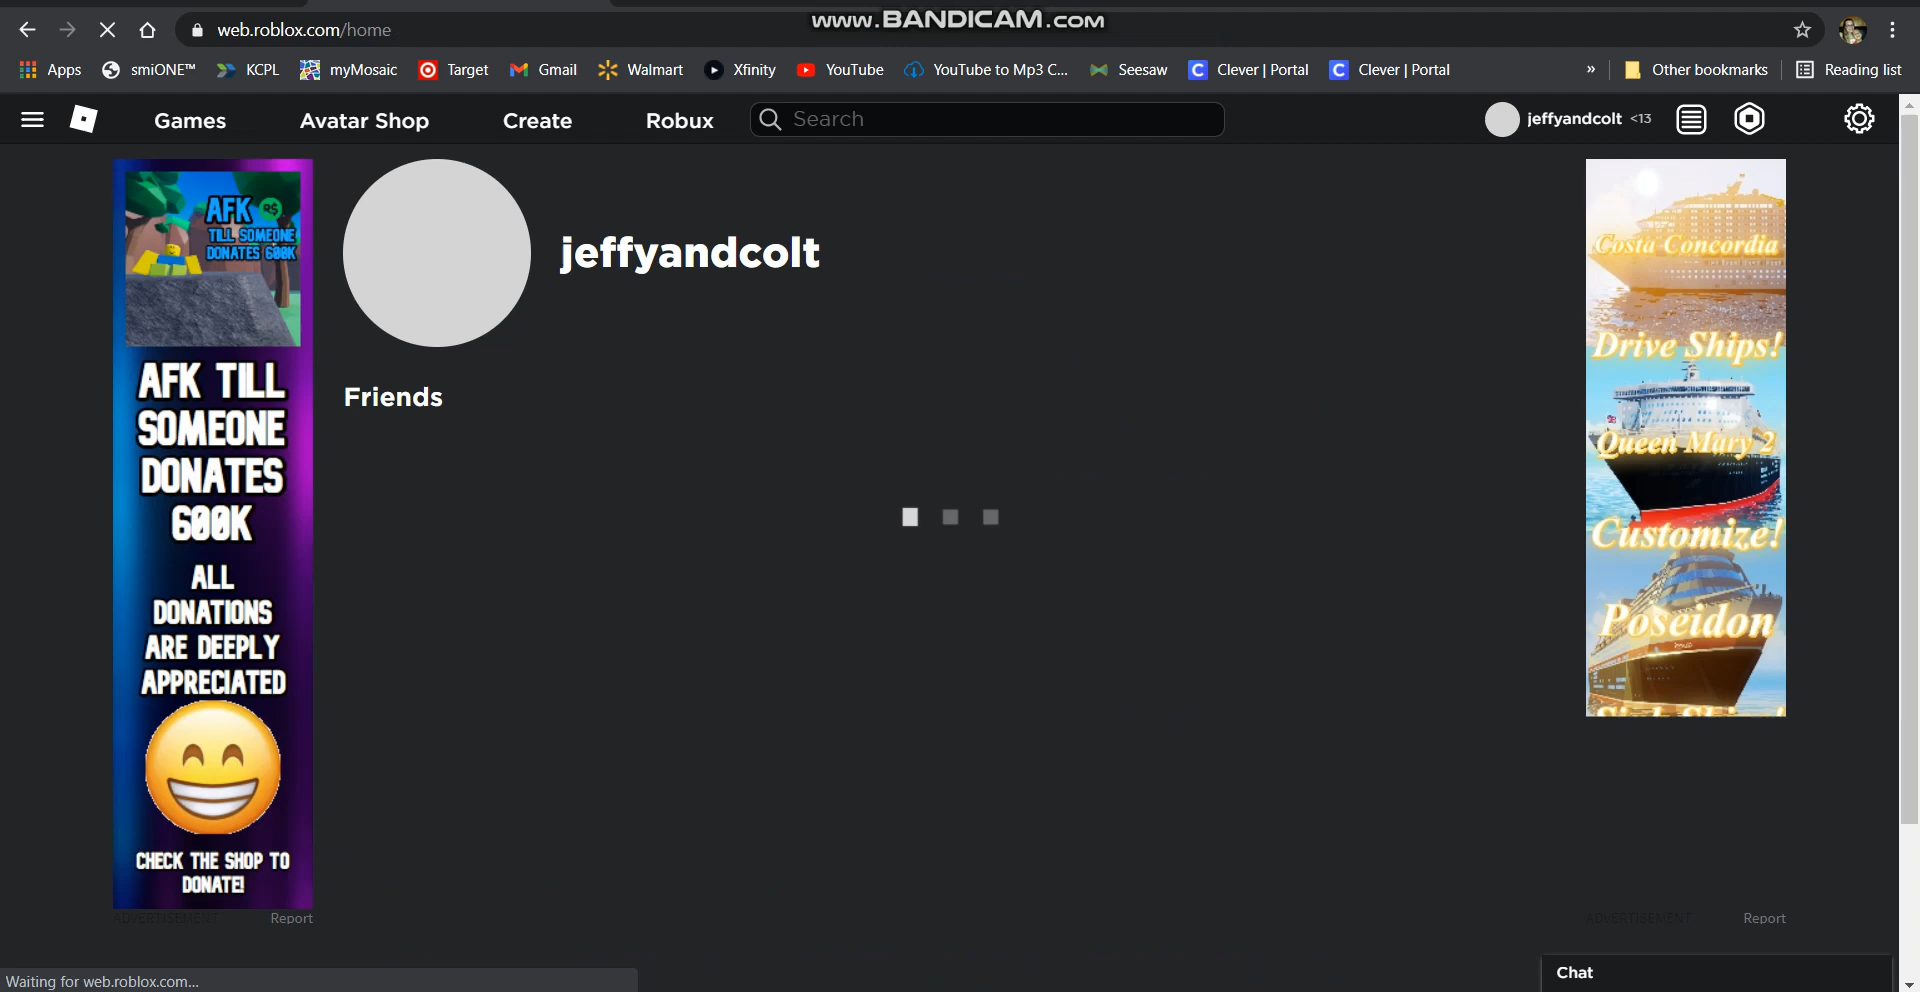 www.BANDICAM.com
web.roblox.com/home
Apps
smiONE™
KCPL
myMosaic
Target
Gmail
Walmart
Xfinity
YouTube
YouTube to Mp3 C...
Seesaw
Clever | Portal
Clever | Portal
»
Other bookmarks
Reading list
Games
Avatar Shop
Create
Robux
Search
jeffyandcolt <13
AFK R$
TILL SOMEONE
DONATES 600K
AFK TILL
SOMEONE
DONATES
600K
ALL
DONATIONS
ARE DEEPLY
APPRECIATED
CHECK THE SHOP TO
DONATE!
ADVERTISEMENT
Report
jeffyandcolt
Friends
Costa Concordia
Drive Ships!
Queen Mary 2
Customize!
Poseidon
ADVERTISEMENT
Report
Chat
Waiting for web.roblox.com...